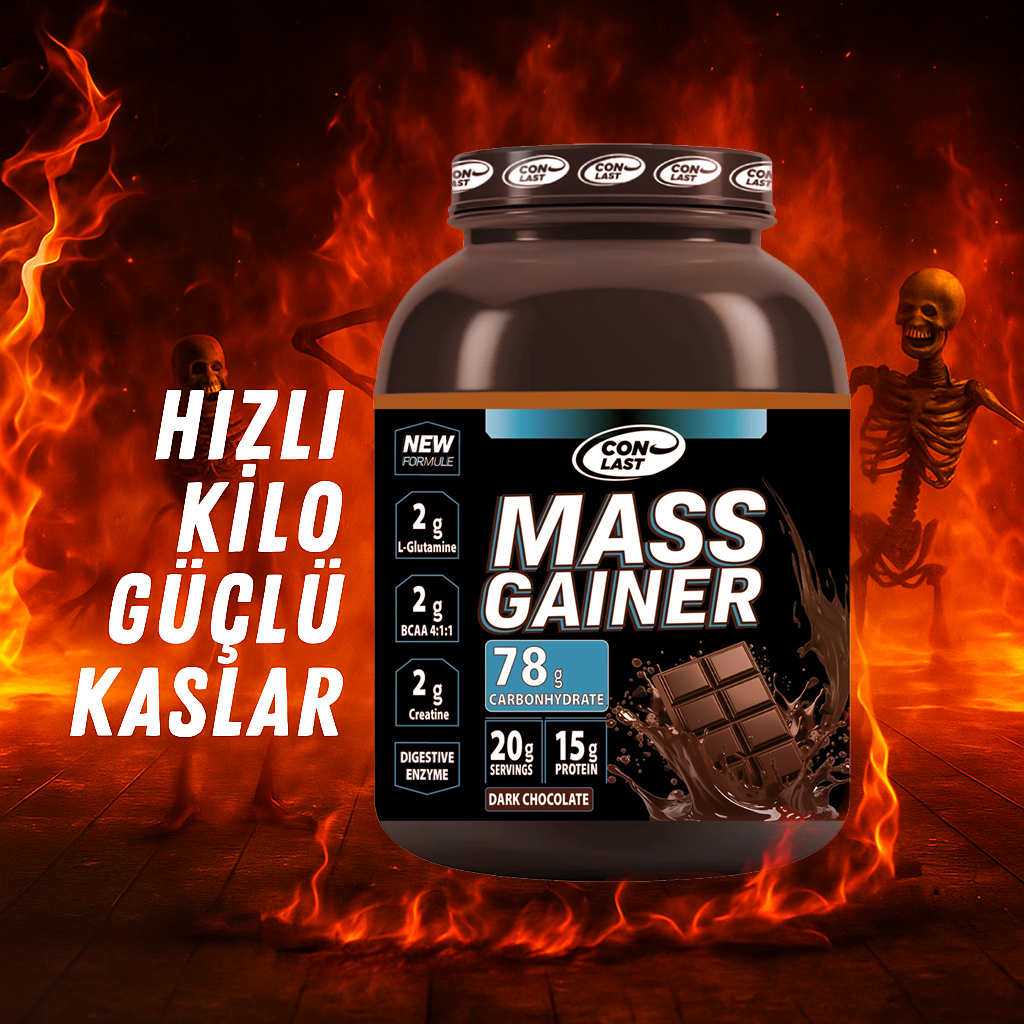 CON LAST
CON LAST
CON LAST
CON LAST
CON LAST
HIZLI
KİLO
GÜÇLÜ
KASLAR
NEW
FORMULE
2 g
L-Glutamine
2 g
BCAA 4:1:1
2 g
Creatine
DIGESTIVE
ENZYME
CON
LAST
MASS
GAINER
78 g
CARBONHYDRATE
20g
SERVINGS
15g
PROTEIN
DARK CHOCOLATE